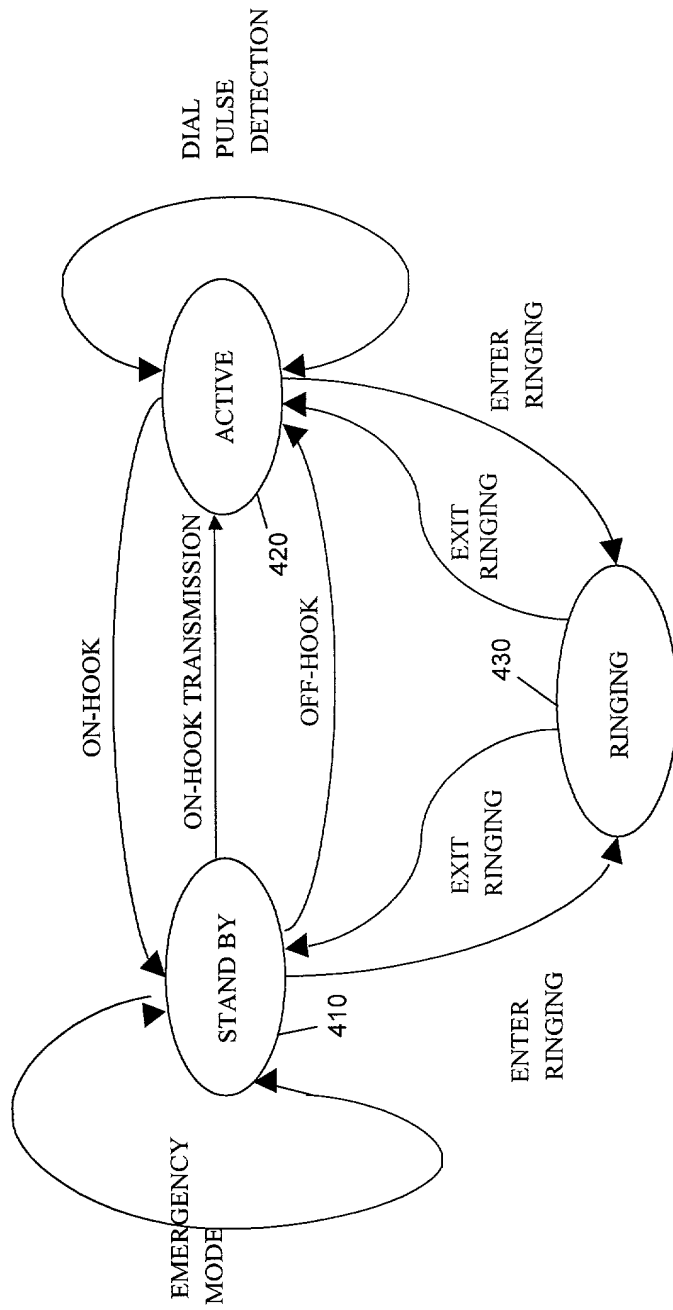 DIAL
PULSE
DETECTION
ON-HOOK
EMERGENCY
MODE
STAND BY
410
ON-HOOK TRANSMISSION
ACTIVE
420
OFF-HOOK
EXIT
RINGING
EXIT
RINGING
ENTER
RINGING
ENTER
RINGING
430
RINGING